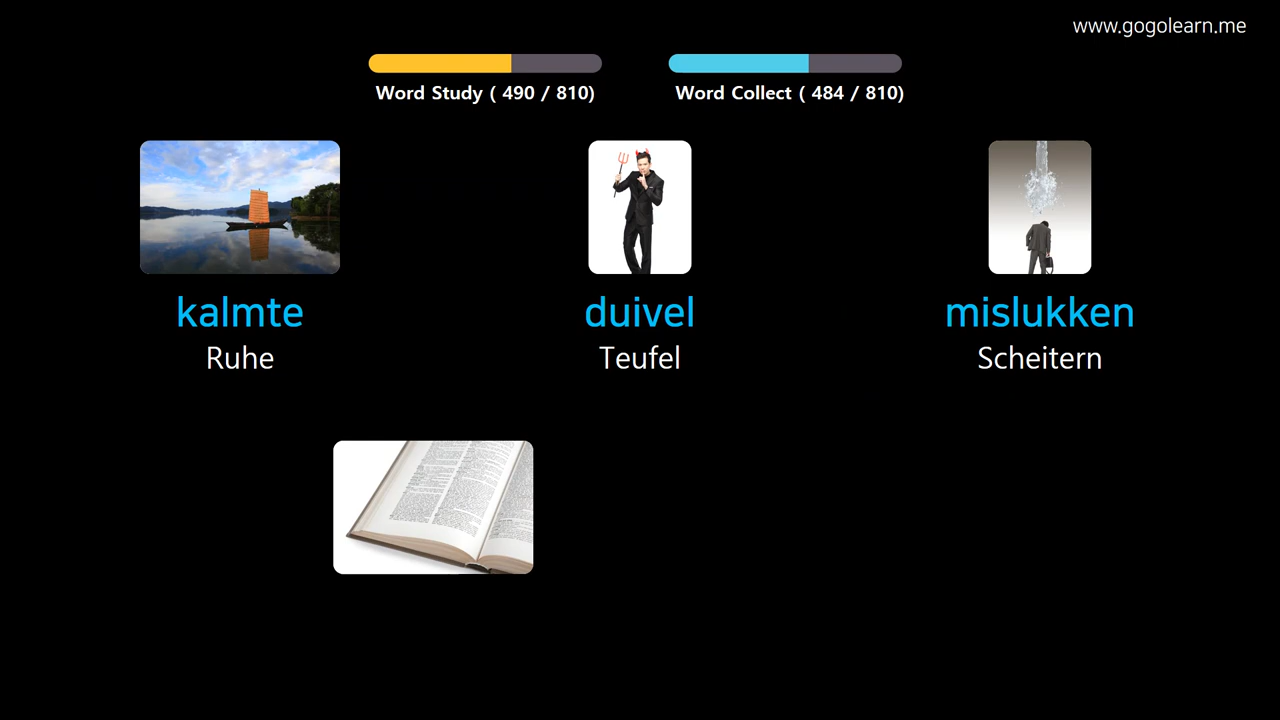 www.gogolearn.me
Word Study ( 490 / 810)
Word Collect ( 484 / 810)
kalmte
Ruhe
duivel
Teufel
mislukken
Scheitern